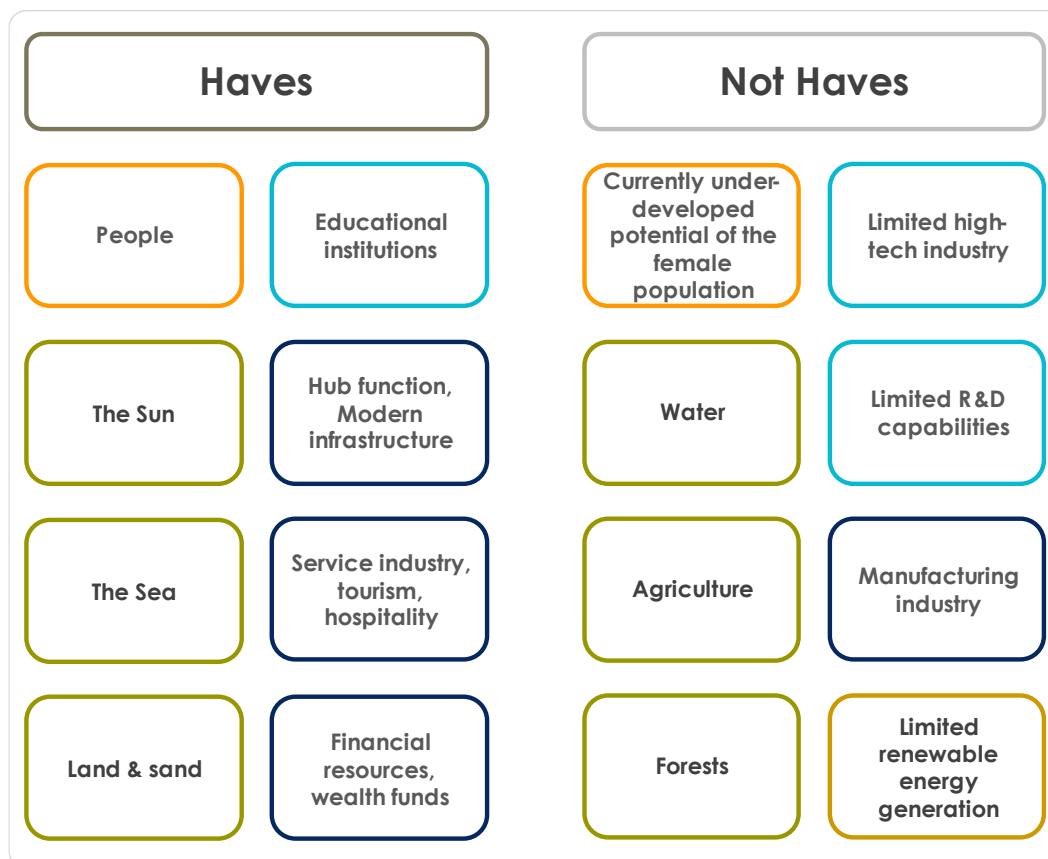 Haves
Not Haves
People
Educational
institutions
Currently under-
developed
potential of the
female
population
Limited high-
tech industry
The Sun
Hub function,
Modern
infrastructure
Water
Limited R&D
capabilities
The Sea
Service industry,
tourism,
hospitality
Agriculture
Manufacturing
industry
Land & sand
Financial
resources,
wealth funds
Forests
Limited
renewable
energy
generation